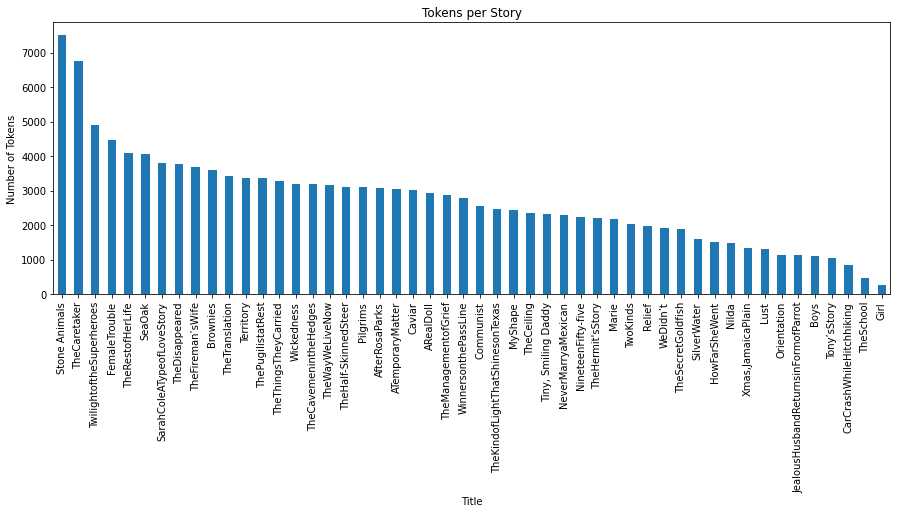 Tokens per Story
Number of Tokens
7000
6000
5000
4000
3000
2000
1000
0
Stone Animals
TheCaretaker
TwilightoftheSuperheroes
FemaleTrouble
TheRestofHerLife
SeaOak
SarahColeATypeofLoveStory
TheDisappeared
TheFireman'sWife
Brownies
TheTranslation
Territory
ThePugilistatRest
TheThingsTheyCarried
Wickedness
TheCavemenintheHedges
TheWayWeLiveNow
TheHalf-SkinnedSteer
Pilgrims
AfterRosaParks
ATemporaryMatter
Caviar
ARealDoll
TheManagementofGrief
WinnersonthePassLine
Communist
TheKindofLightThatShinesonTexas
MyShape
TheCeiling
Tiny, Smiling Daddy
NeverMarryaMexican
NineteenFifty-five
TheHermit'sStory
Marie
TwoKinds
Relief
WeDidn't
TheSecretGoldfish
SilverWater
HowFarSheWent
Nilda
Xmas,JamaicaPlain
Lust
Orientation
JealousHusbandReturnsinFormofParrot
Boys
Tony'sStory
CarCrashWhileHitchhiking
TheSchool
Girl
Title